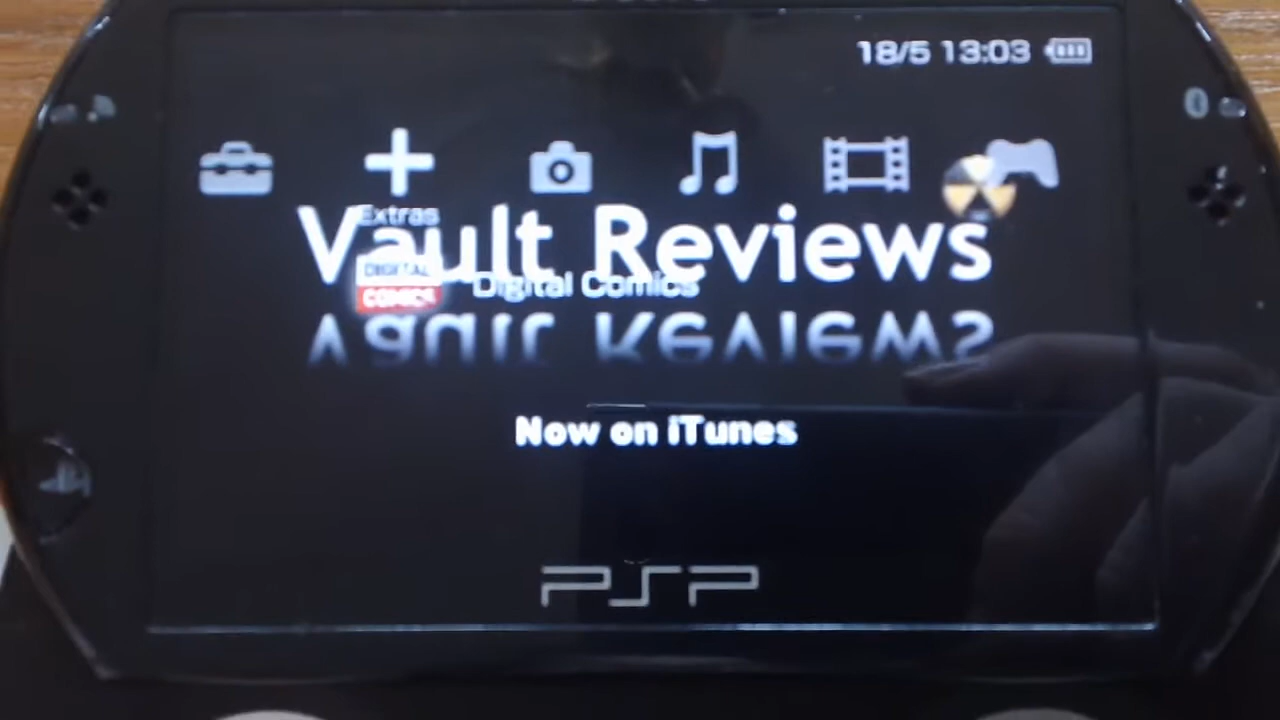 18/5 13:03
Extras
Vault Reviews
DIGITAL
COMICS
Digital Comics
Vault Reviews
Now on iTunes
PSP